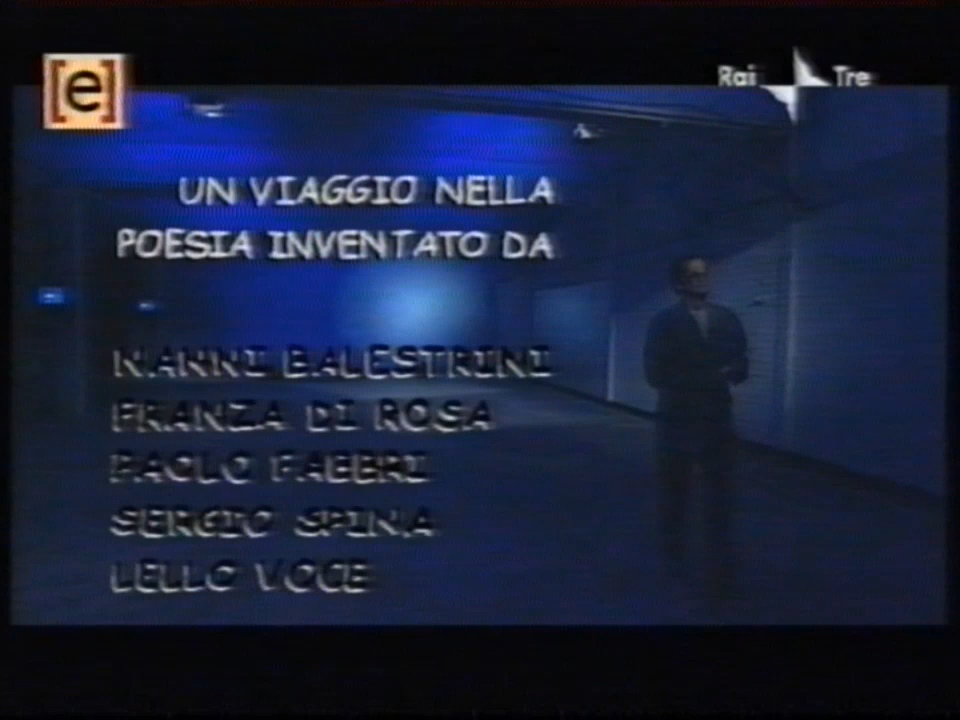 [e]
Rai Tre
UN VIAGGIO NELLA
POESIA INVENTATO DA
NANNI BALESTRINI
FRANZA DI ROSA
PAOLO FABBRI
SERGIO SPINA
LELLO VOCE